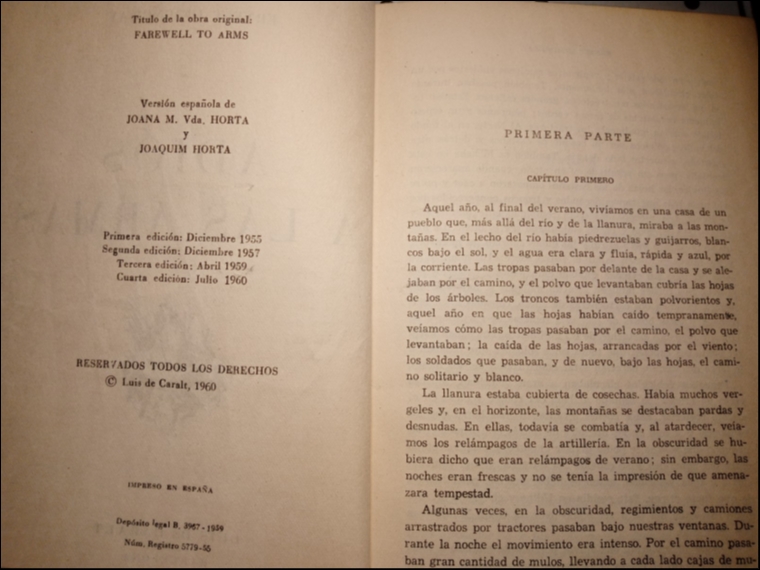 Título de la obra original:
FAREWELL TO ARMS
Versión española de
JOANA M. Vda. HORTA
y
JOAQUIM HORTA
Primera edición: Diciembre 1955
Segunda edición: Diciembre 1957
Tercera edición: Abril 1959
Cuarta edición: Julio 1960
RESERVADOS TODOS LOS DERECHOS
© Luis de Caralt, 1960
IMPRESO EN ESPAÑA
Depósito legal B. 3967 - 1959
Núm. Registro 5779-55
PRIMERA PARTE
CAPÍTULO PRIMERO
Aquel año, al final del verano, vivíamos en una casa de un
pueblo que, más allá del río y de la llanura, miraba a las mon-
tañas. En el lecho del río había piedrezuelas y guijarros, blan-
cos bajo el sol, y el agua era clara y fluía, rápida y azul, por
la corriente. Las tropas pasaban por delante de la casa y se ale-
jaban por el camino, y el polvo que levantaban cubría las hojas
de los árboles. Los troncos también estaban polvorientos y,
aquel año en que las hojas habían caído tempranamente,
veíamos cómo las tropas pasaban por el camino, el polvo que
levantaban; la caída de las hojas, arrancadas por el viento;
los soldados que pasaban, y de nuevo, bajo las hojas, el cami-
no solitario y blanco.
La llanura estaba cubierta de cosechas. Había muchos ver-
geles y, en el horizonte, las montañas se destacaban pardas y
desnudas. En ellas, todavía se combatía y, al atardecer, veía-
mos los relámpagos de la artillería. En la obscuridad se hu-
biera dicho que eran relámpagos de verano; sin embargo, las
noches eran frescas y no se tenía la impresión de que amena-
zara tempestad.
Algunas veces, en la obscuridad, regimientos y camiones
arrastrados por tractores pasaban bajo nuestras ventanas. Du-
rante la noche el movimiento era intenso. Por el camino pasa-
ban gran cantidad de mulos, llevando a cada lado cajas de mu-